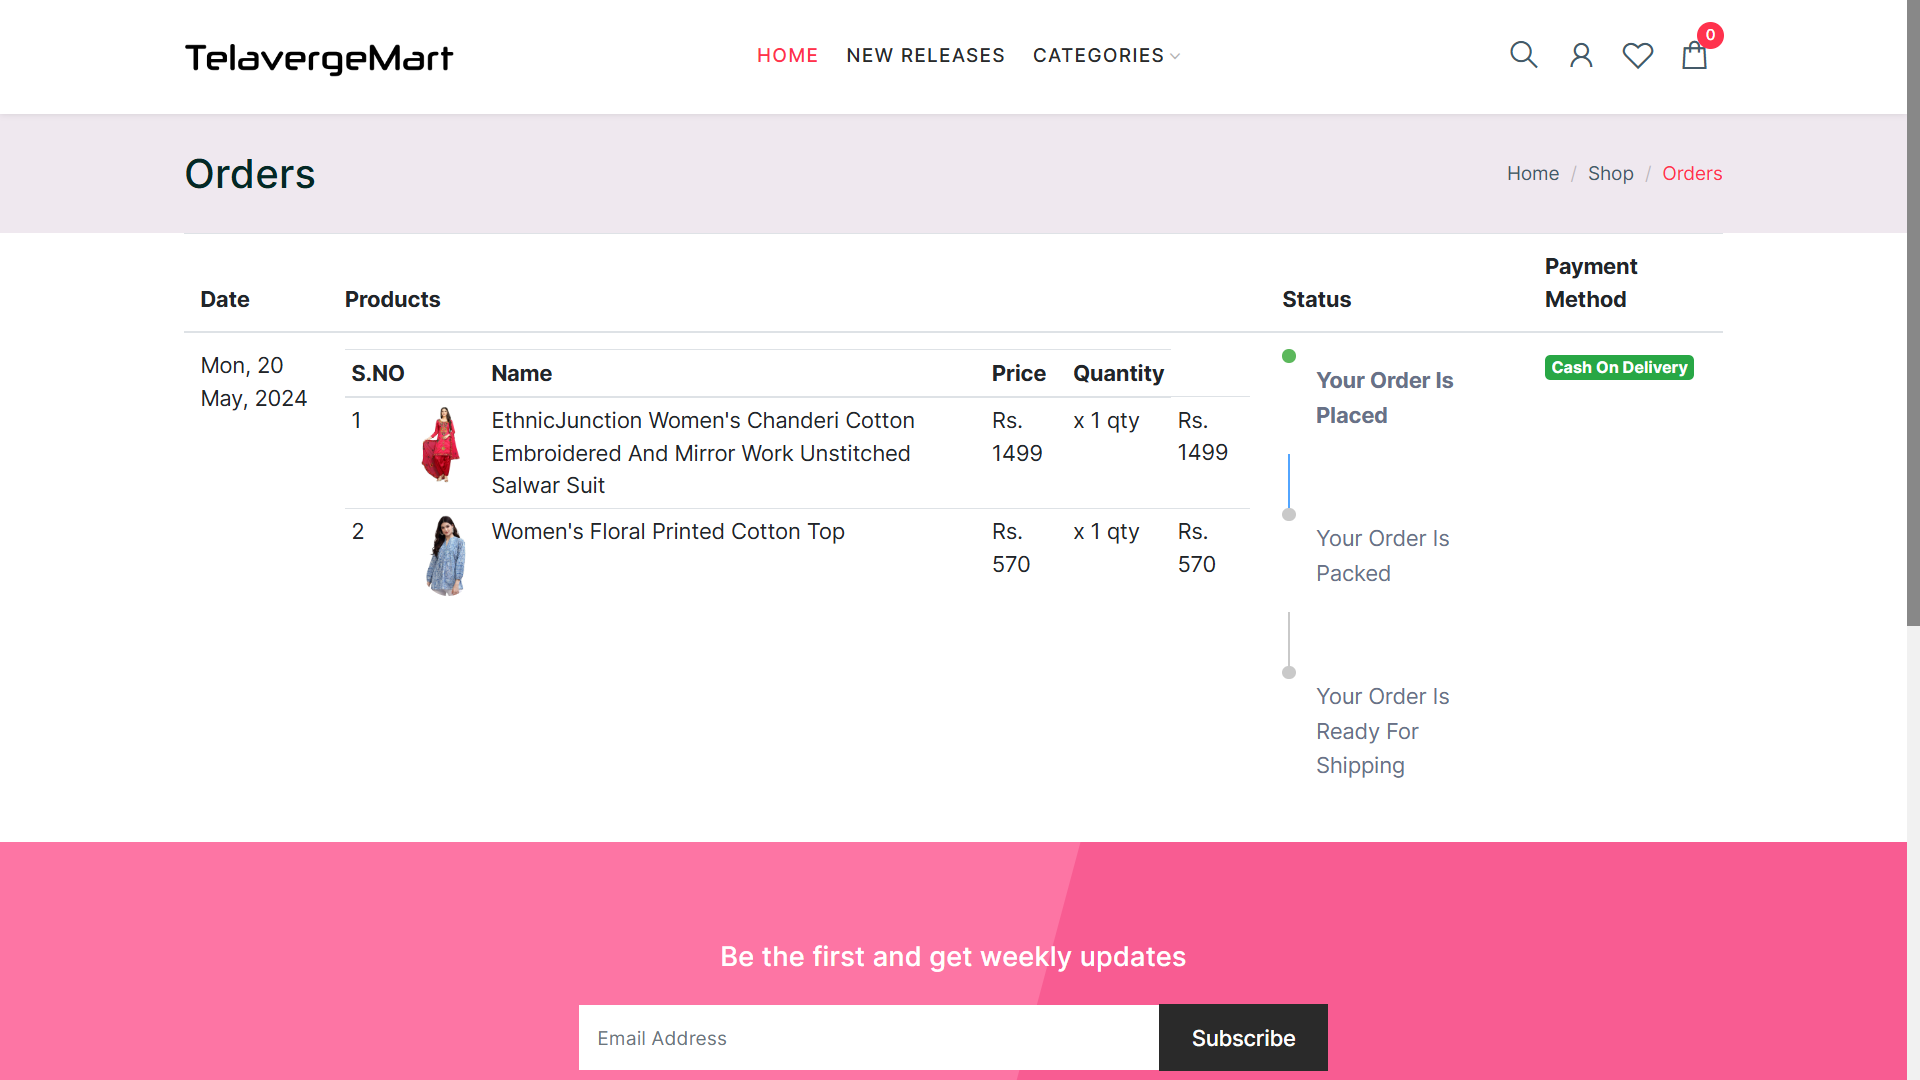 TelavergeMart
HOME NEW RELEASES CATEGORIES
0
Orders
Home / Shop / Orders
Date Products Status Payment Method
Mon, 20
May, 2024
S.NO Name Price Quantity
1 EthnicJunction Women's Chanderi Cotton Rs. x 1 qty Rs.
Embroidered And Mirror Work Unstitched 1499 1499
Salwar Suit
2 Women's Floral Printed Cotton Top Rs. x 1 qty Rs.
570 570
Your Order Is
Placed
Your Order Is
Packed
Your Order Is
Ready For
Shipping
Cash On Delivery
Be the first and get weekly updates
Email Address Subscribe